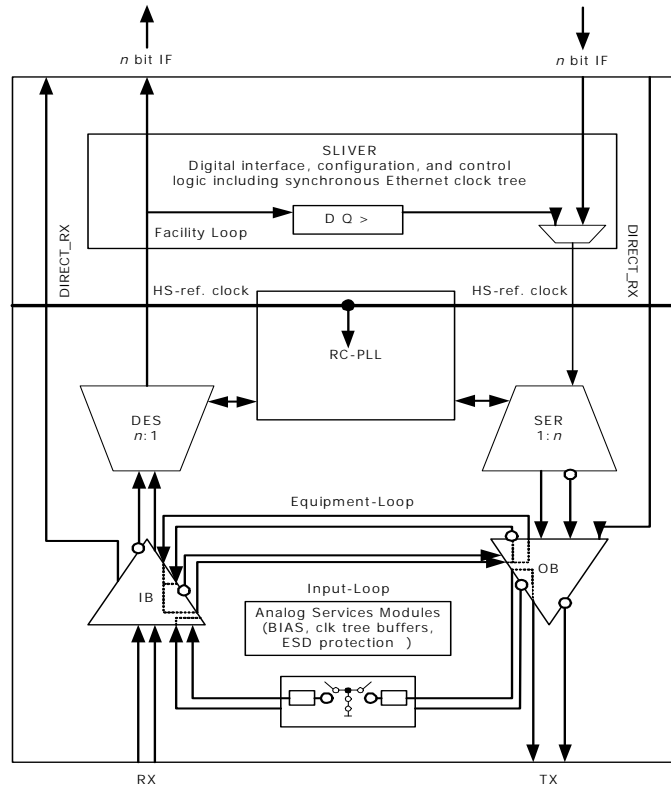 n bit IF
n bit IF
SLIVER
Digital interface, configuration, and control
logic including synchronous Ethernet clock tree
D Q >
Facility Loop
DIRECT_RX
DIRECT_RX
HS-ref. clock
HS-ref. clock
RC-PLL
DES
n:1
SER
1:n
Equipment-Loop
IB
OB
Input-Loop
Analog Services Modules
(BIAS, clk tree buffers,
ESD protection )
RX
TX